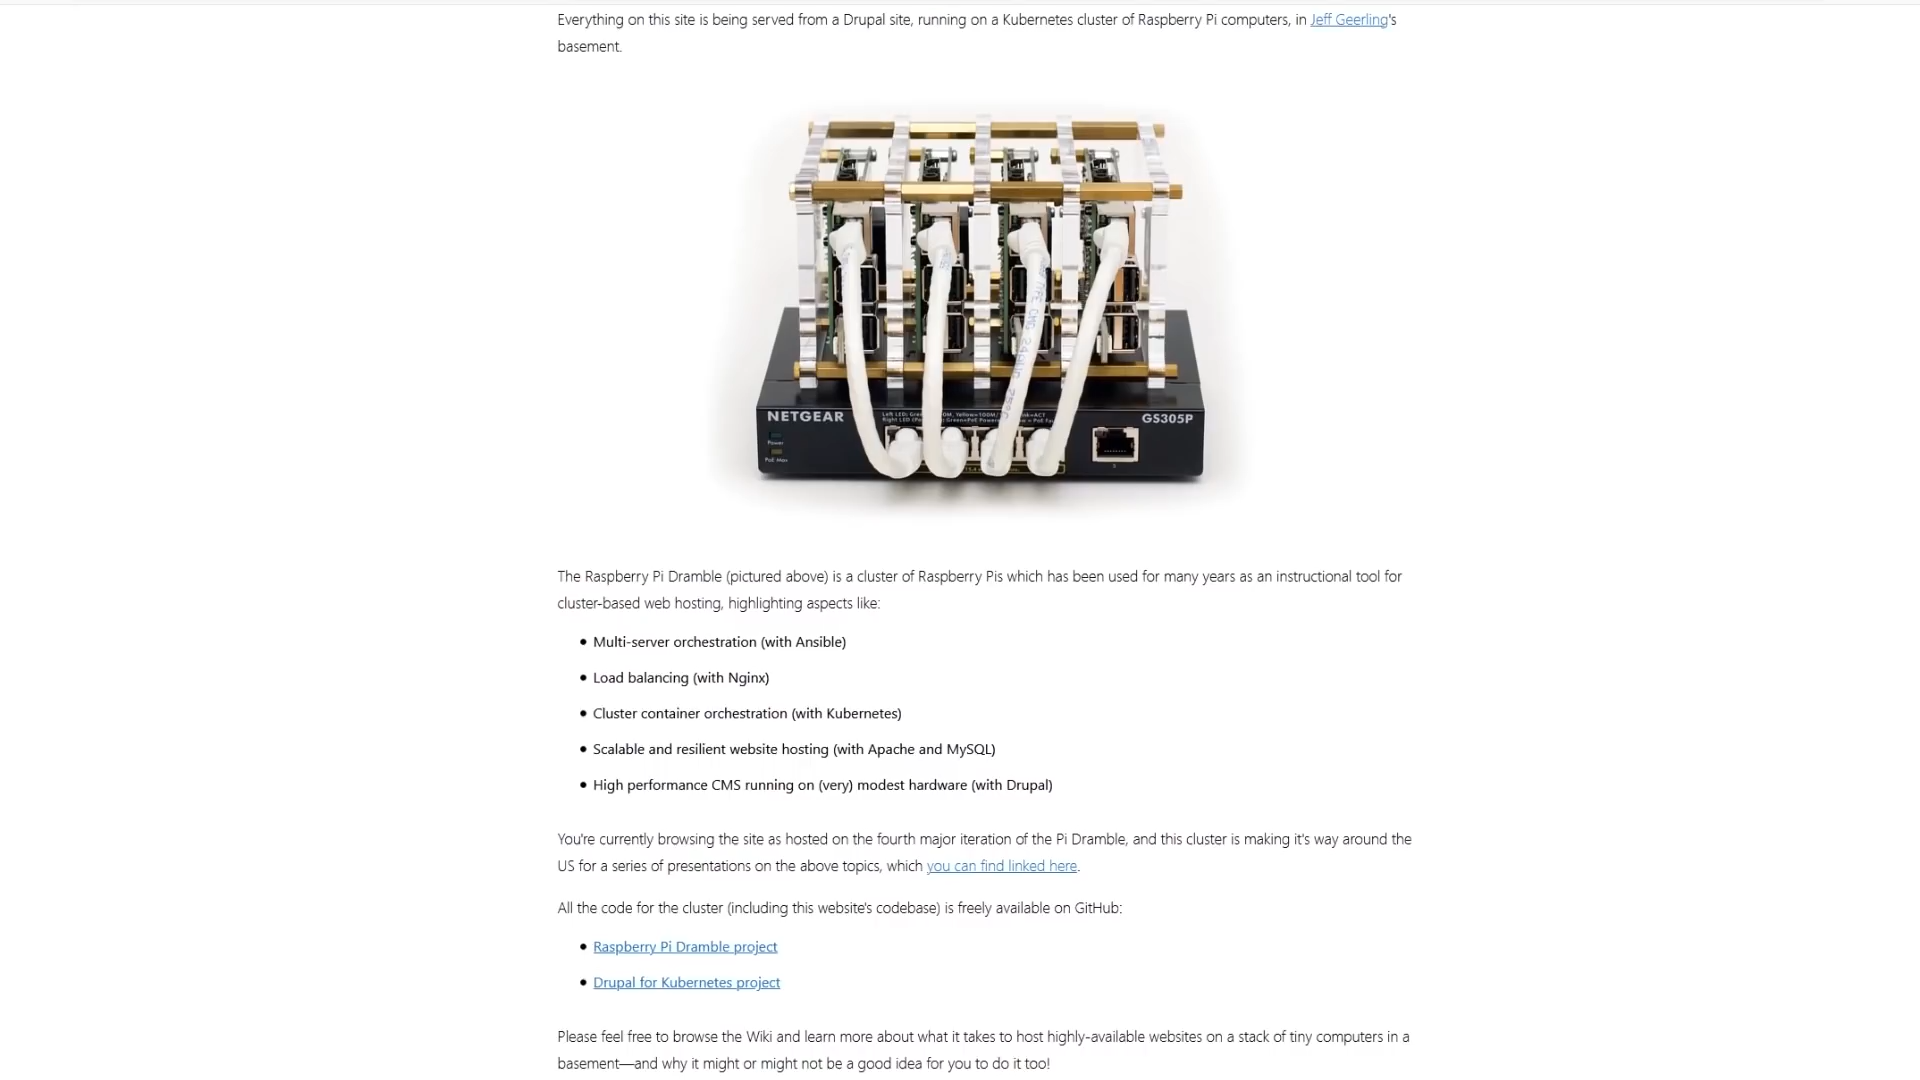 Everything on this site is being served from a Drupal site, running on a Kubernetes cluster of Raspberry Pi computers, in Jeff Geerling's
basement.
NETGEAR
GS305P
Power
PoE Max
The Raspberry Pi Dramble (pictured above) is a cluster of Raspberry Pis which has been used for many years as an instructional tool for
cluster-based web hosting, highlighting aspects like:
• Multi-server orchestration (with Ansible)
• Load balancing (with Nginx)
• Cluster container orchestration (with Kubernetes)
• Scalable and resilient website hosting (with Apache and MySQL)
• High performance CMS running on (very) modest hardware (with Drupal)
You're currently browsing the site as hosted on the fourth major iteration of the Pi Dramble, and this cluster is making it's way around the
US for a series of presentations on the above topics, which you can find linked here.
All the code for the cluster (including this website's codebase) is freely available on GitHub:
• Raspberry Pi Dramble project
• Drupal for Kubernetes project
Please feel free to browse the Wiki and learn more about what it takes to host highly-available websites on a stack of tiny computers in a
basement—and why it might or might not be a good idea for you to do it too!